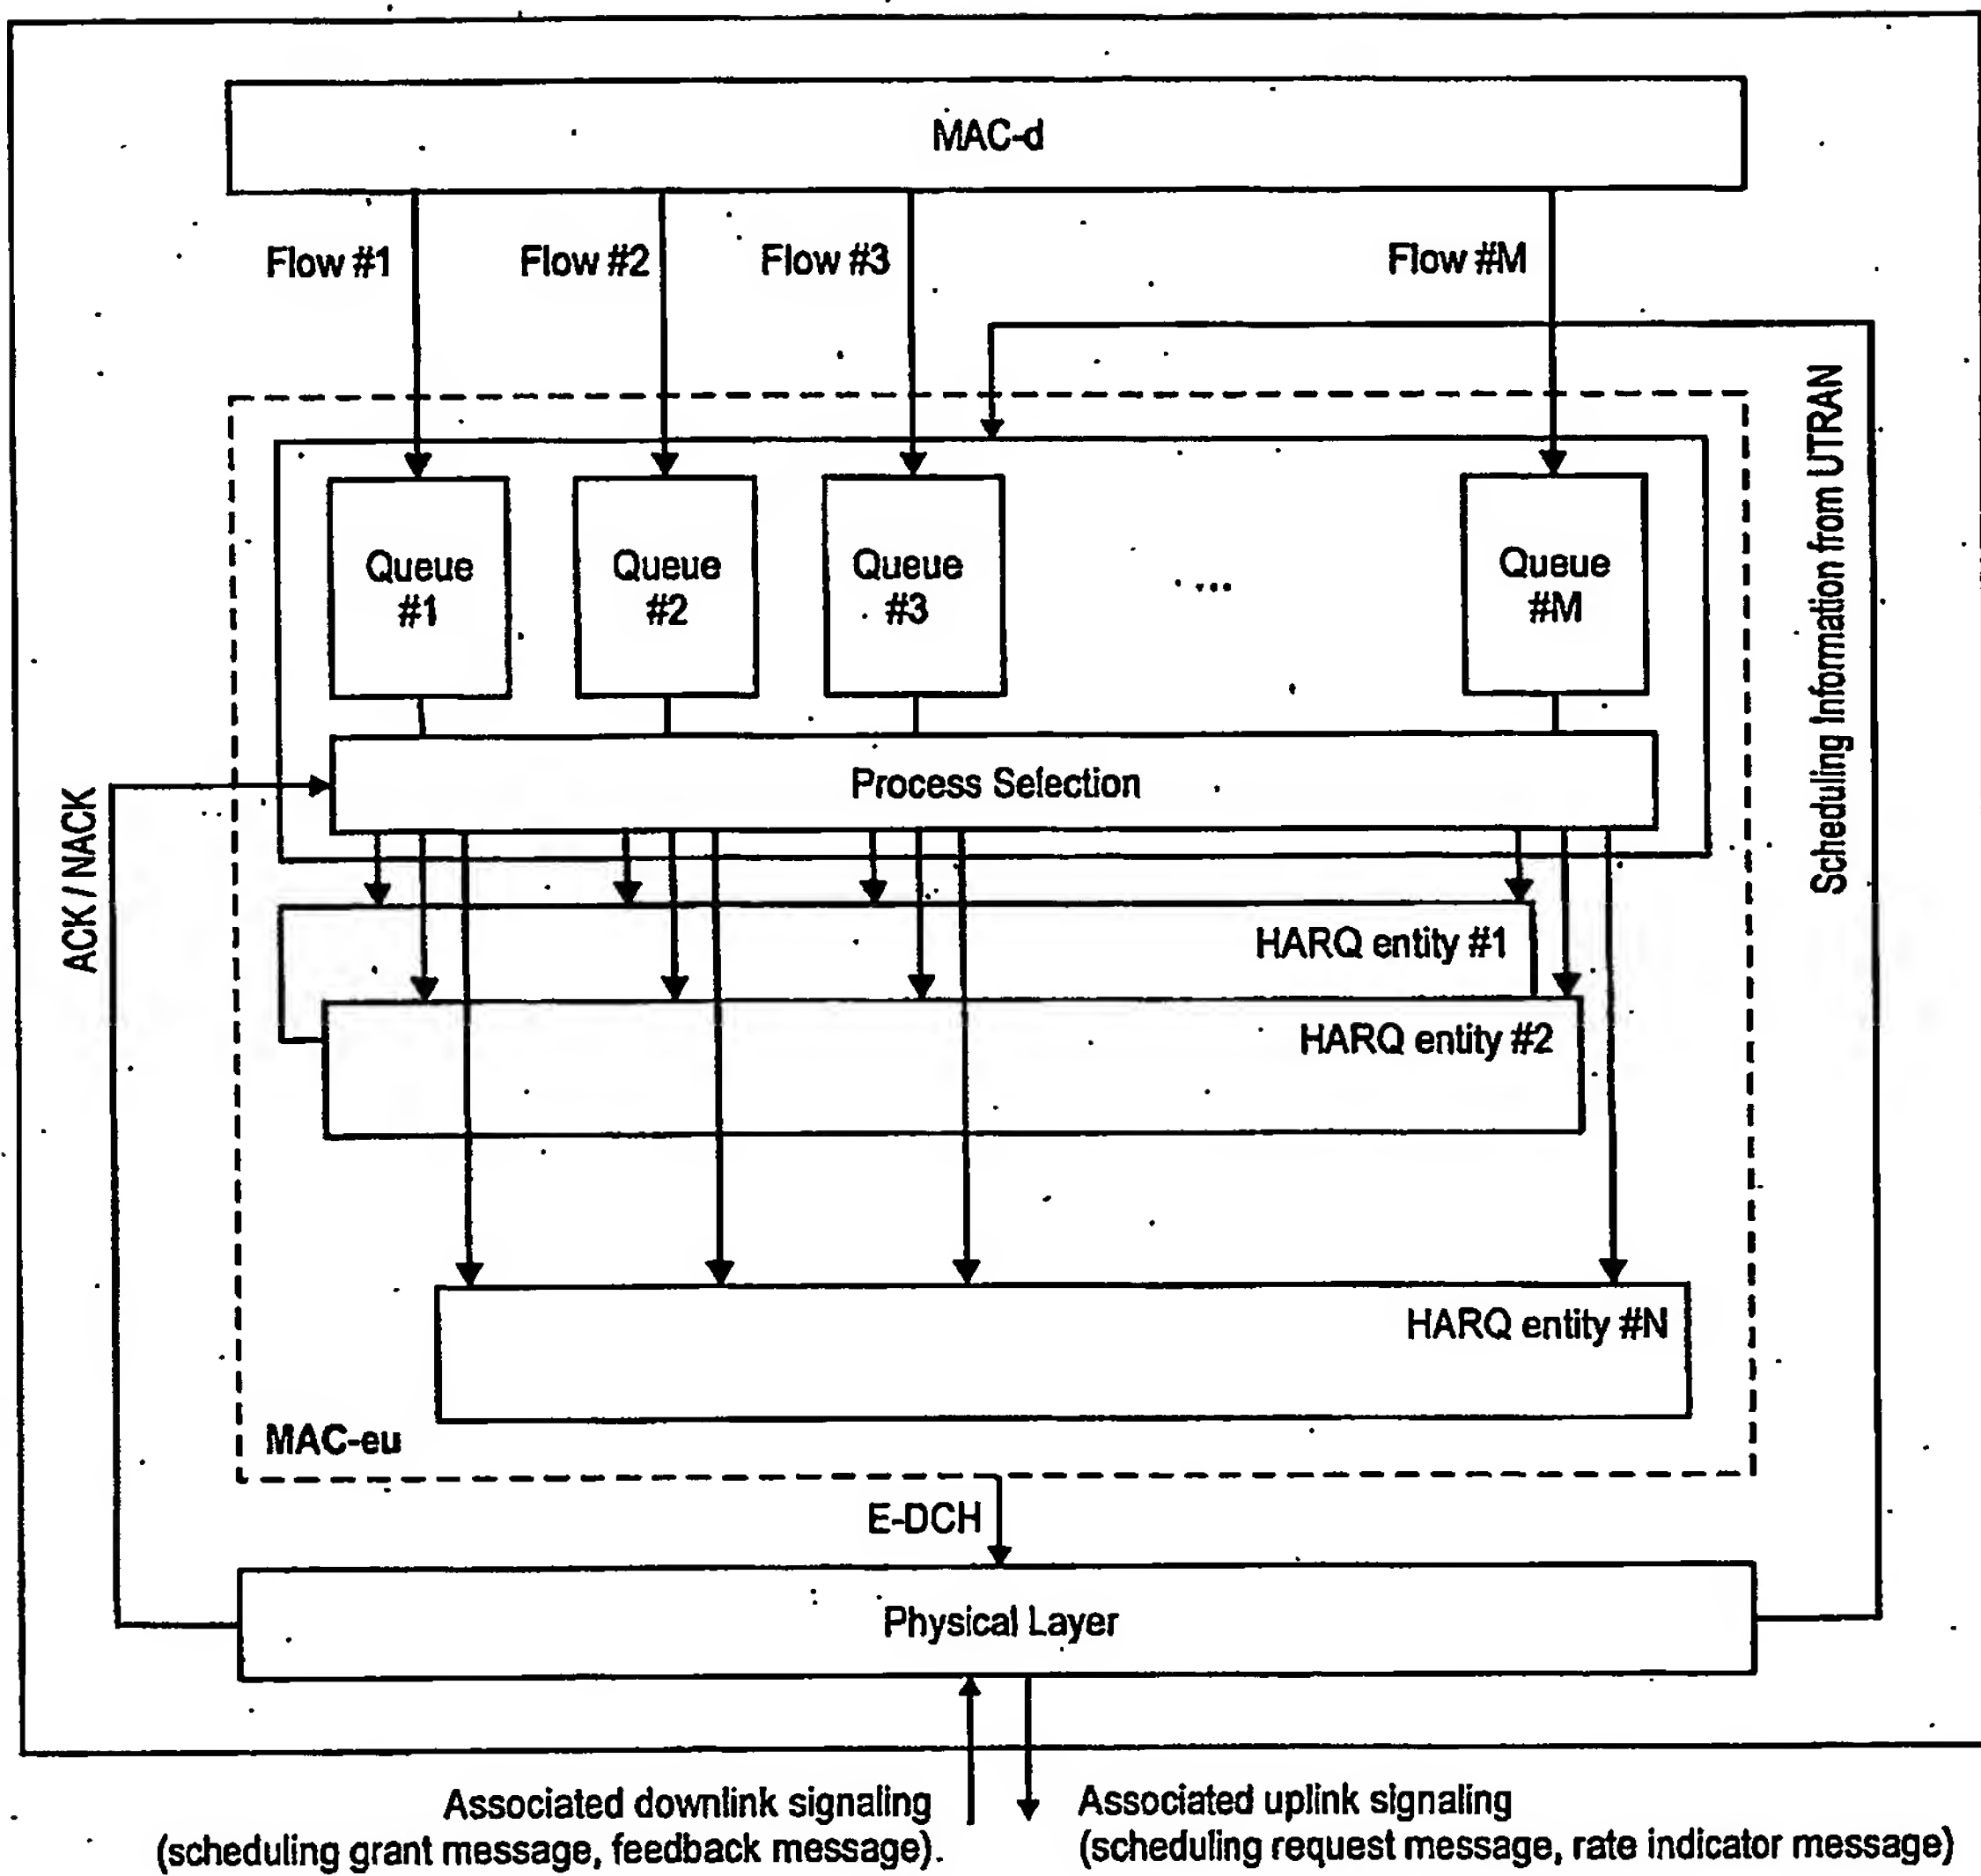 MAC-d
Flow #1
Flow #2
Flow #3
Flow #M
Queue
#1
Queue
#2
Queue
#3
....
Queue
#M
Scheduling Information from UTRAN
Process Selection
ACK / NACK
HARQ entity #1
HARQ entity #2
HARQ entity #N
MAC-eu
E-DCH
Physical Layer
Associated downlink signaling
(scheduling grant message, feedback message).
Associated uplink signaling
(scheduling request message, rate indicator message)